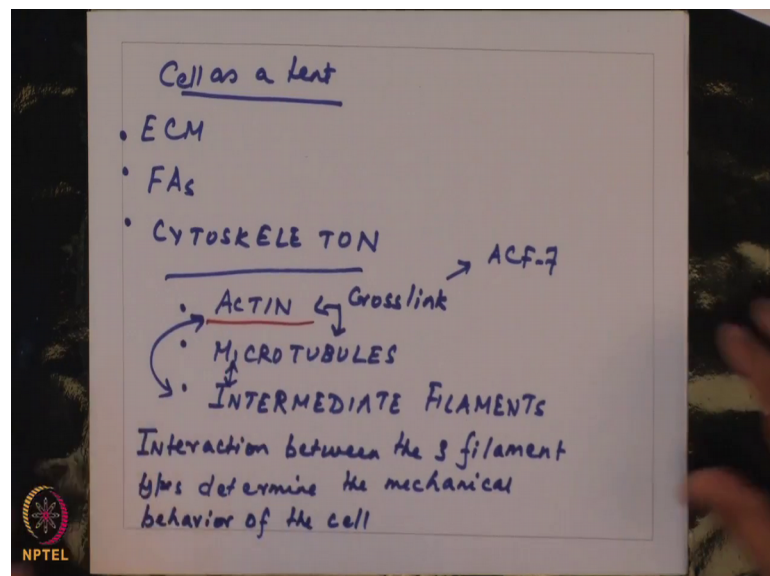 Cell as a tent
• ECM
• FAs
• CYTOSKELETON
• ACTIN Crosslink → ACF-7
• MICROTUBULES
• INTERMEDIATE FILAMENTS
Interaction between the 3 filament
types determine the mechanical
behavior of the cell
NPTEL